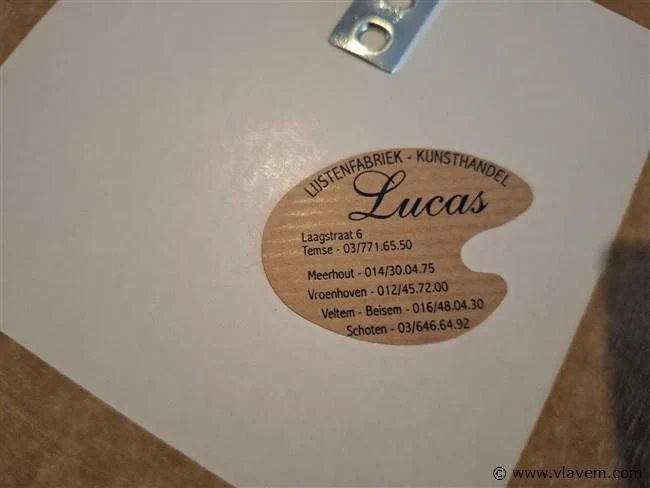 LIJSTENFABRIEK - KUNSTHANDEL
Lucas
Laagstraat 6
Temse - 03/771.65.50
Meerhout - 014/30.04.75
Vroenhoven - 012/45.72.00
Veltem - Beisem - 016/48.04.30
Schoten - 03/646.64.92
© www.vlavem.com